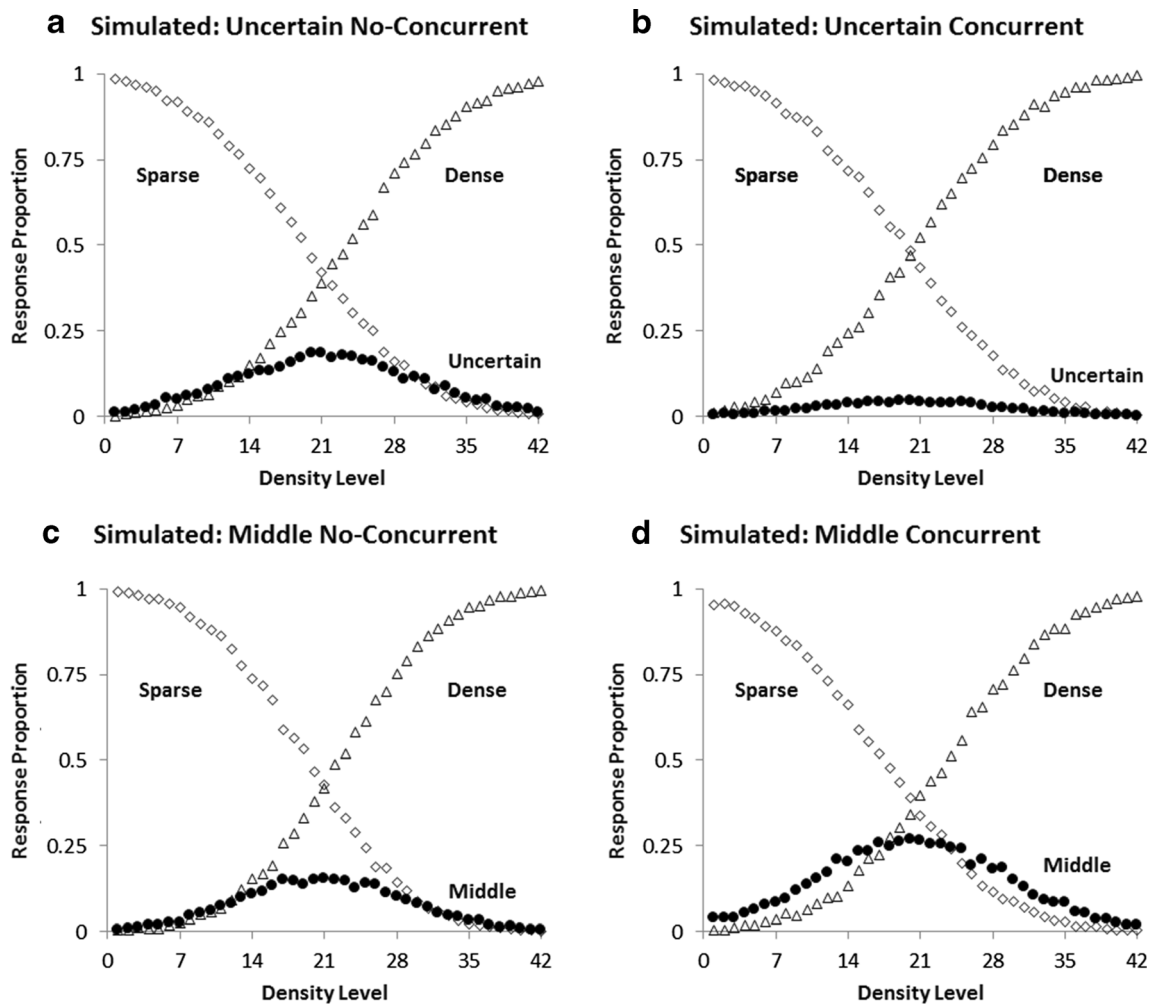 a Simulated: Uncertain No-Concurrent
Response Proportion
1
0.75
0.5
0.25
0
Sparse
Dense
Uncertain
0 7 14 21 28 35 42
Density Level
b Simulated: Uncertain Concurrent
Response Proportion
1
0.75
0.5
0.25
0
Sparse
Dense
Uncertain
0 7 14 21 28 35 42
Density Level
c Simulated: Middle No-Concurrent
Response Proportion
1
0.75
0.5
0.25
0
Sparse
Dense
Middle
0 7 14 21 28 35 42
Density Level
d Simulated: Middle Concurrent
Response Proportion
1
0.75
0.5
0.25
0
Sparse
Dense
Middle
0 7 14 21 28 35 42
Density Level